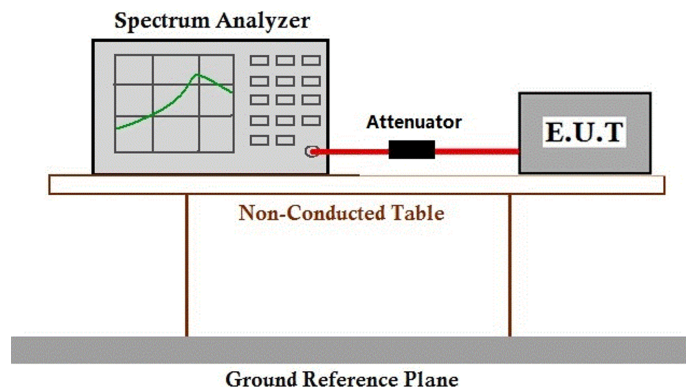 Spectrum Analyzer
Attenuator
E.U.T
Non-Conducted Table
Ground Reference Plane